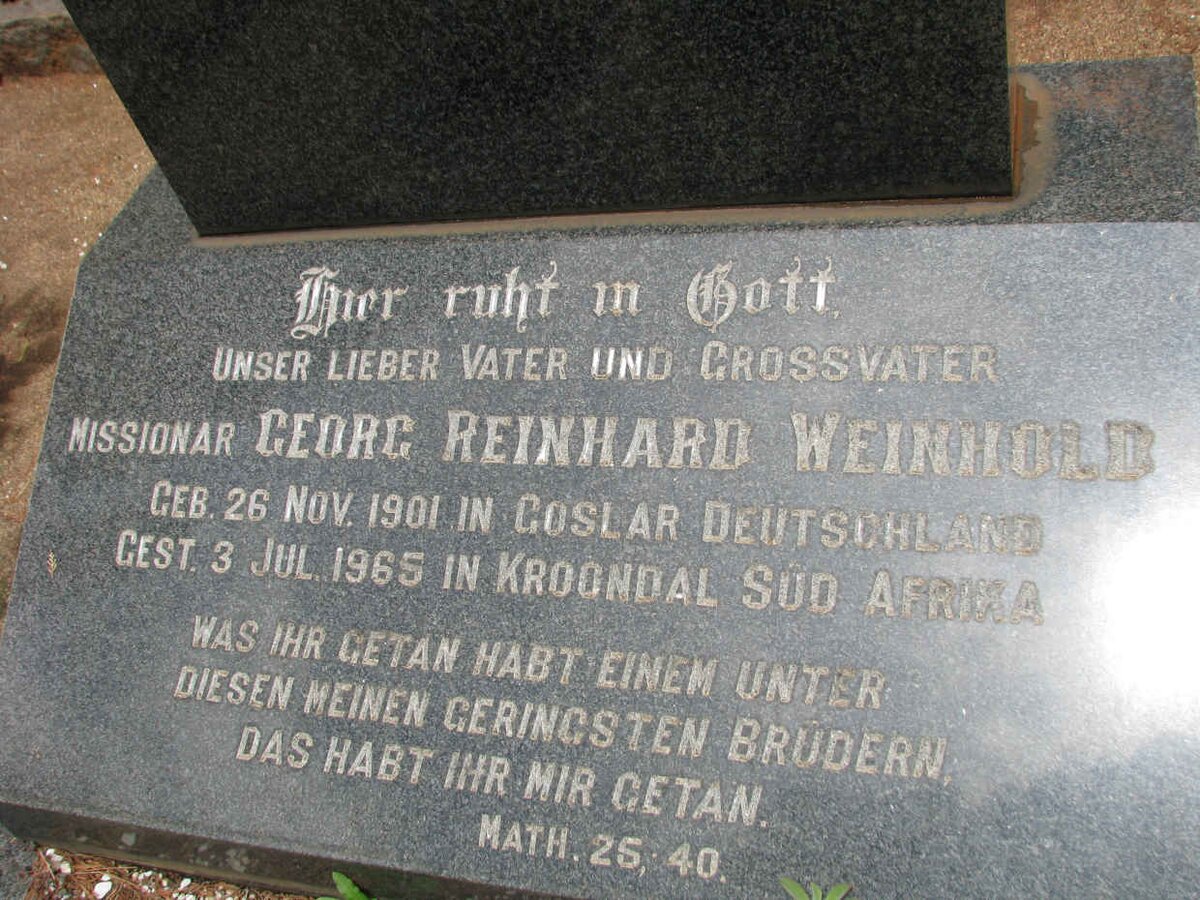 Hier ruht in Gott,
UNSER LIEBER VATER UND GROSSVATER
MISSIONAR GEORG REINHARD WEINHOLD
GEB. 26 NOV. 1901 IN GOSLAR DEÜTSCHLAND
GEST. 3 JUL. 1965 IN KROONDAL SÜD AFRIKA
WAS IHR GETAN HABT EINEM UNTER
DIESEN MEINEN GERINGSTEN BRÜDERN,
DAS HABT IHR MIR GETAN.
MATH. 25; 40.